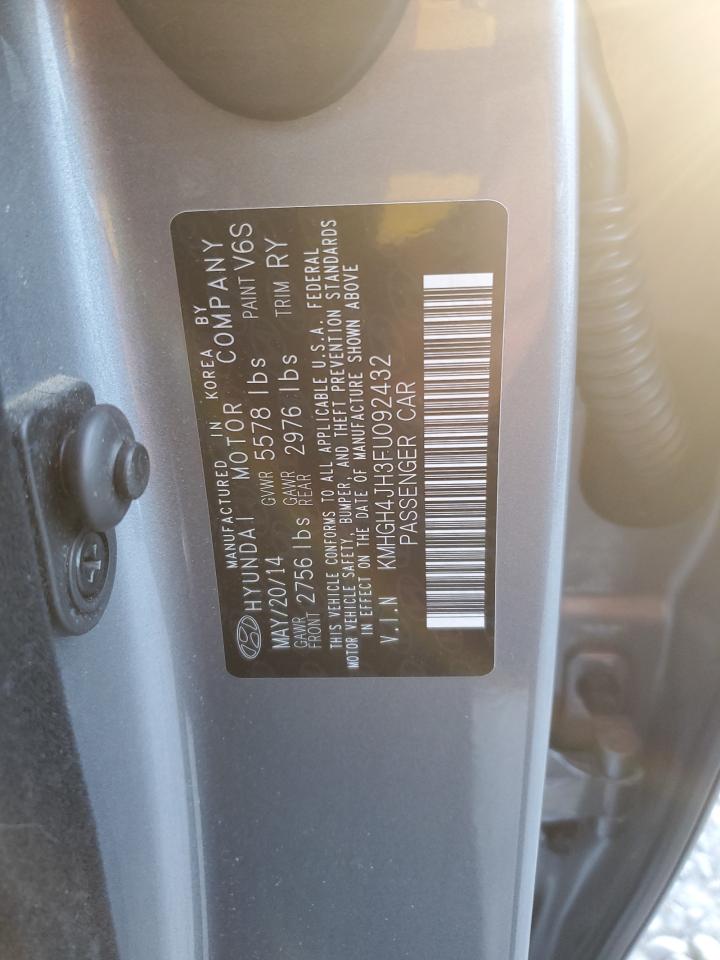 MANUFACTURED IN KOREA BY
HYUNDAI MOTOR COMPANY
MAY/20/14 GVWR 5578 lbs PAINT V6S
GAWR FRONT 2756 lbs GAWR REAR 2976 lbs TRIM RY
THIS VEHICLE CONFORMS TO ALL APPLICABLE U.S.A. FEDERAL
MOTOR VEHICLE SAFETY, BUMPER, AND THEFT PREVENTION STANDARDS
IN EFFECT ON THE DATE OF MANUFACTURE SHOWN ABOVE
V.I.N KMHGH4JH3FU092432
PASSENGER CAR